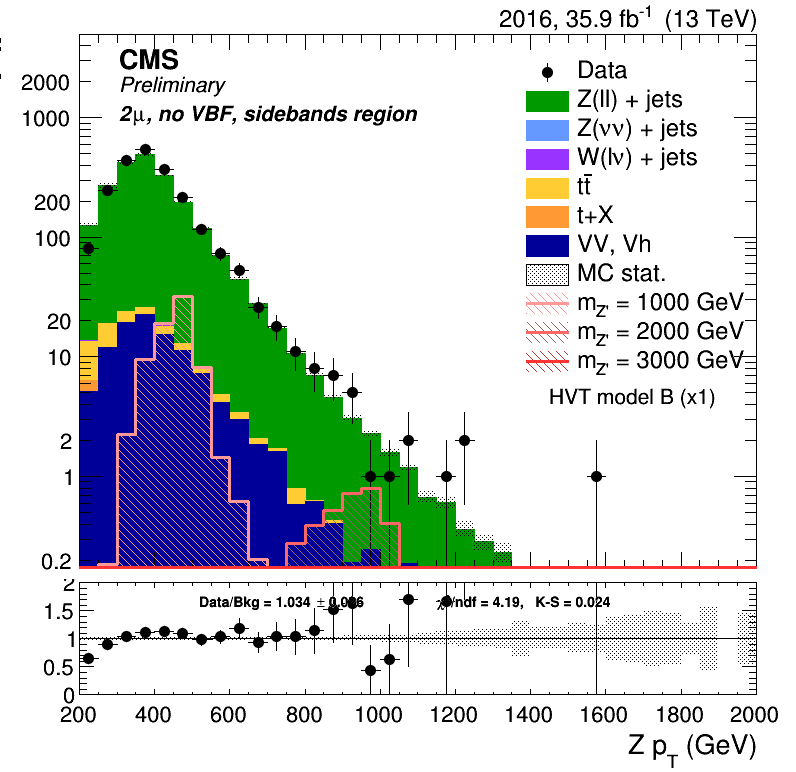 2016, 35.9 fb⁻¹ (13 TeV)
CMS
Preliminary
2μ, no VBF, sidebands region
Data
Z(ll) + jets
Z(νν) + jets
W(lν) + jets
tt̄
t+X
VV, Vh
MC stat.
m_Z' = 1000 GeV
m_Z' = 2000 GeV
m_Z' = 3000 GeV
HVT model B (x1)
2000
1000
200
100
20
10
2
1
0.2
Data/Bkg = 1.034 ±
/ndf = 4.19, K-S = 0.024
2
1.5
1
0.5
0
200 400 600 800 1000 1200 1400 1600 1800 2000
Z p_T (GeV)